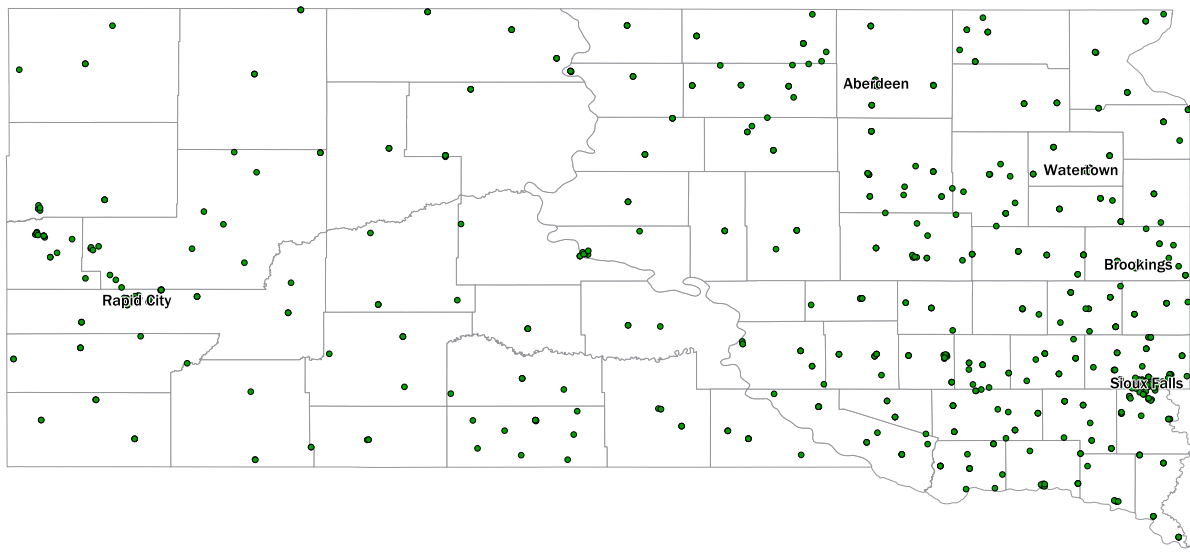 Aberdeen
Watertown
Brookings
Rapid City
Sioux Falls